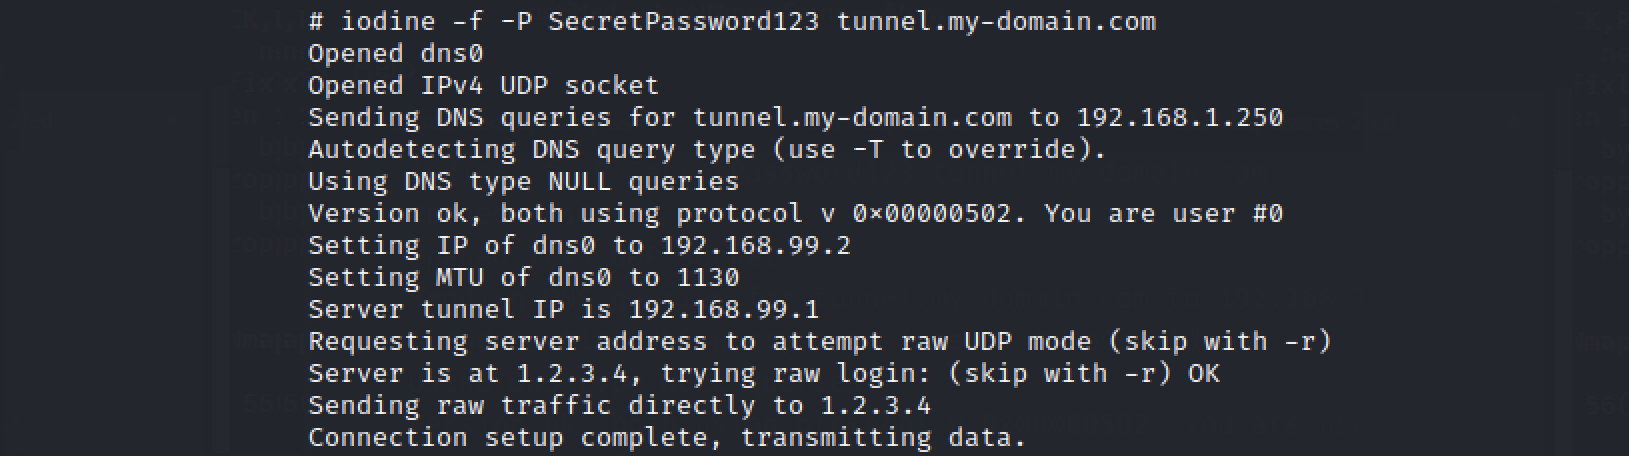 # iodine -f -P SecretPassword123 tunnel.my-domain.com
Opened dns0
Opened IPv4 UDP socket
Sending DNS queries for tunnel.my-domain.com to 192.168.1.250
Autodetecting DNS query type (use -T to override).
Using DNS type NULL queries
Version ok, both using protocol v 0×00000502. You are user #0
Setting IP of dns0 to 192.168.99.2
Setting MTU of dns0 to 1130
Server tunnel IP is 192.168.99.1
Requesting server address to attempt raw UDP mode (skip with -r)
Server is at 1.2.3.4, trying raw login: (skip with -r) OK
Sending raw traffic directly to 1.2.3.4
Connection setup complete, transmitting data.